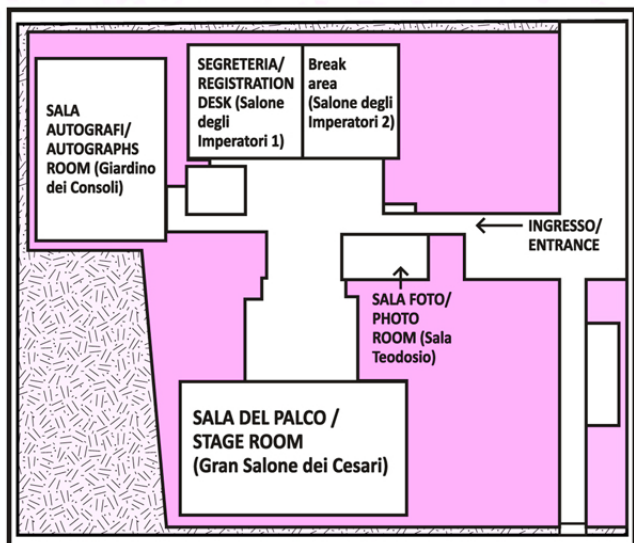 SALA
AUTOGRAFI/
AUTOGRAPHS
ROOM (Giardino
dei Consoli)
SEGRETERIA/
REGISTRATION
DESK (Salone
degli
Imperatori 1)
Break
area
(Salone degli
Imperatori 2)
INGRESSO/
ENTRANCE
SALA FOTO/
PHOTO
ROOM (Sala
Teodosio)
SALA DEL PALCO /
STAGE ROOM
(Gran Salone dei Cesari)